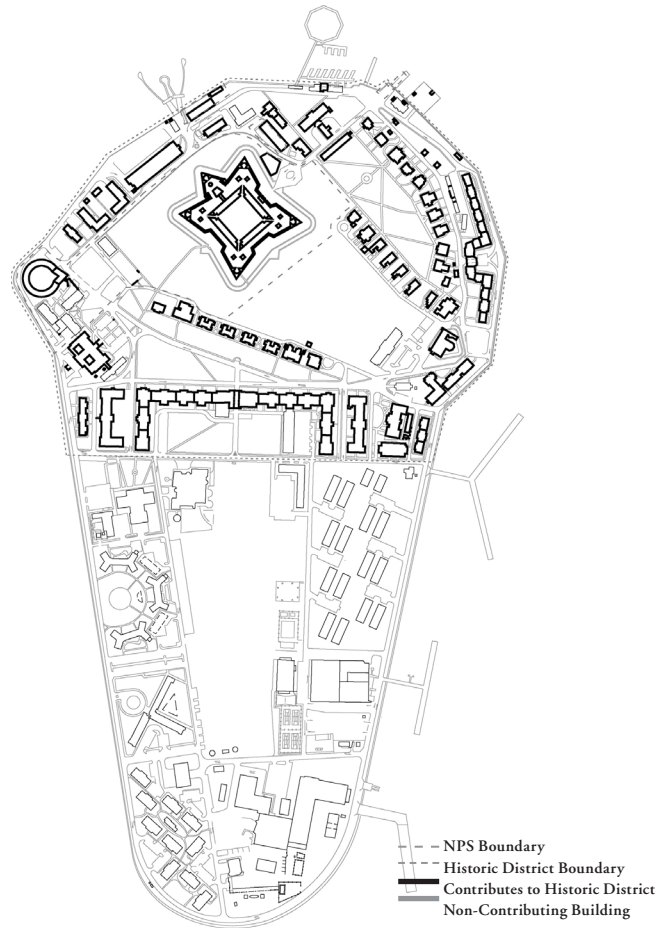 NPS Boundary
Historic District Boundary
Contributes to Historic District
Non-Contributing Building